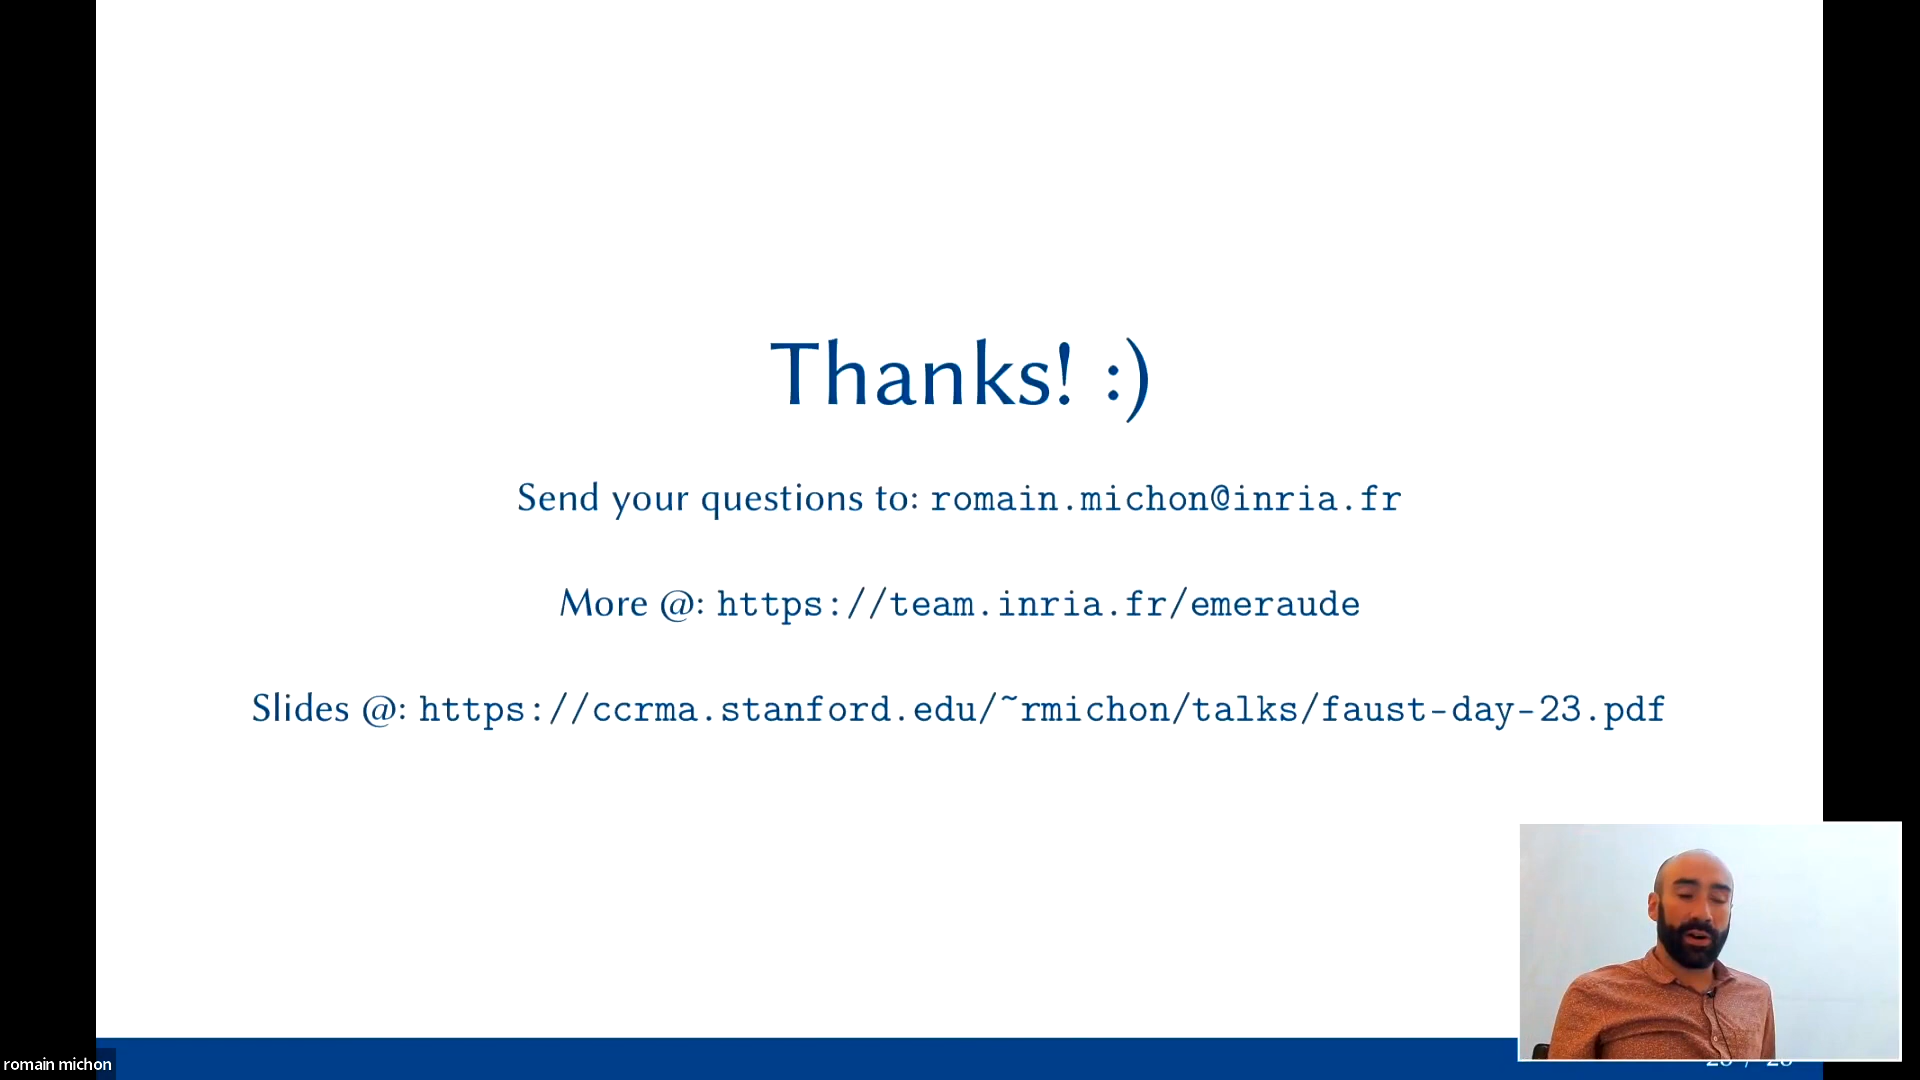 Thanks! :)
Send your questions to: romain.michon@inria.fr
More @: https://team.inria.fr/emeraude
Slides @: https://ccrma.stanford.edu/~rmichon/talks/faust-day-23.pdf
romain michon